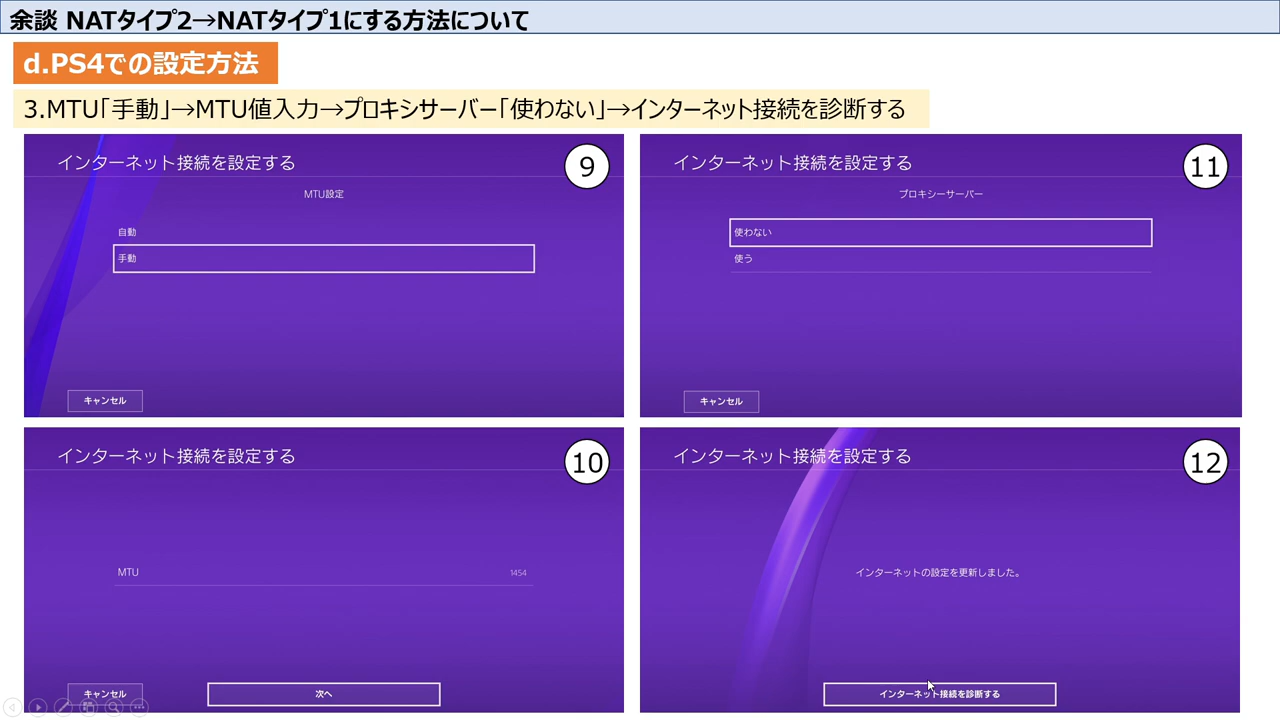 余談 NATタイプ2→NATタイプ1にする方法について
d.PS4での設定方法
3.MTU「手動」→MTU値入力→プロキシサーバー「使わない」→インターネット接続を診断する
インターネット接続を設定する
9
MTU設定
自動
手動
キャンセル
インターネット接続を設定する
11
プロキシーサーバー
使わない
使う
キャンセル
インターネット接続を設定する
10
MTU 1454
キャンセル 次へ
インターネット接続を設定する
12
インターネットの設定を更新しました。
インターネット接続を診断する